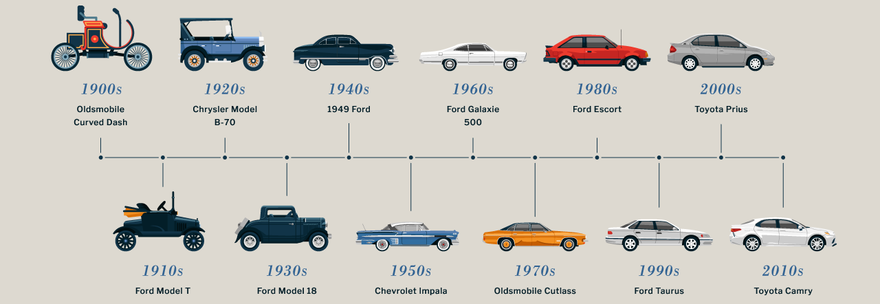 1900s
Oldsmobile
Curved Dash
1920s
Chrysler Model
B-70
1940s
1949 Ford
1960s
Ford Galaxie
500
1980s
Ford Escort
2000s
Toyota Prius
1910s
Ford Model T
1930s
Ford Model 18
1950s
Chevrolet Impala
1970s
Oldsmobile Cutlass
1990s
Ford Taurus
2010s
Toyota Camry